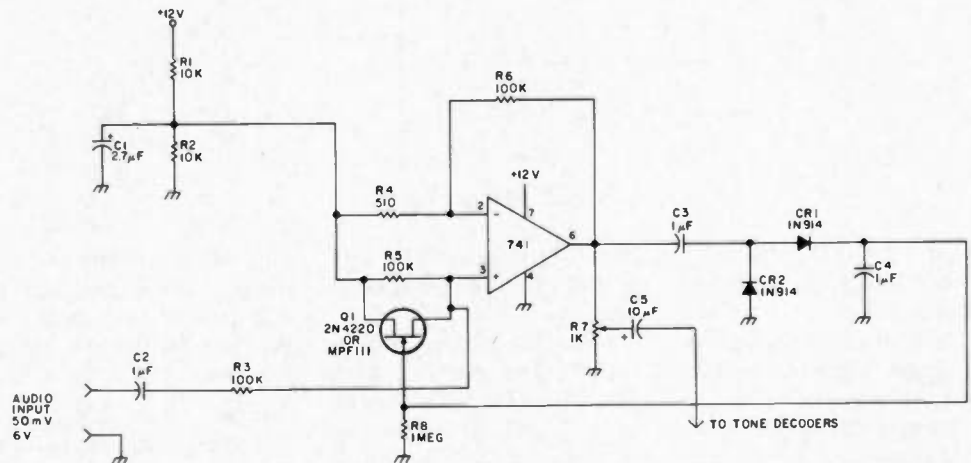 +12V
R1
10K
C1
2.7µF
+
R2
10K
R6
100K
R4
510
+12V
2
-
7
741
6
R5
100K
3
+
4
C3
1µF
CR1
1N914
CR2
1N914
C4
1µF
Q1
2N4220
OR
MPF111
R7
1K
C5
10µF
+
C2
1µF
R3
100K
AUDIO
INPUT
50mV
6V
R8
1MEG
TO TONE DECODERS